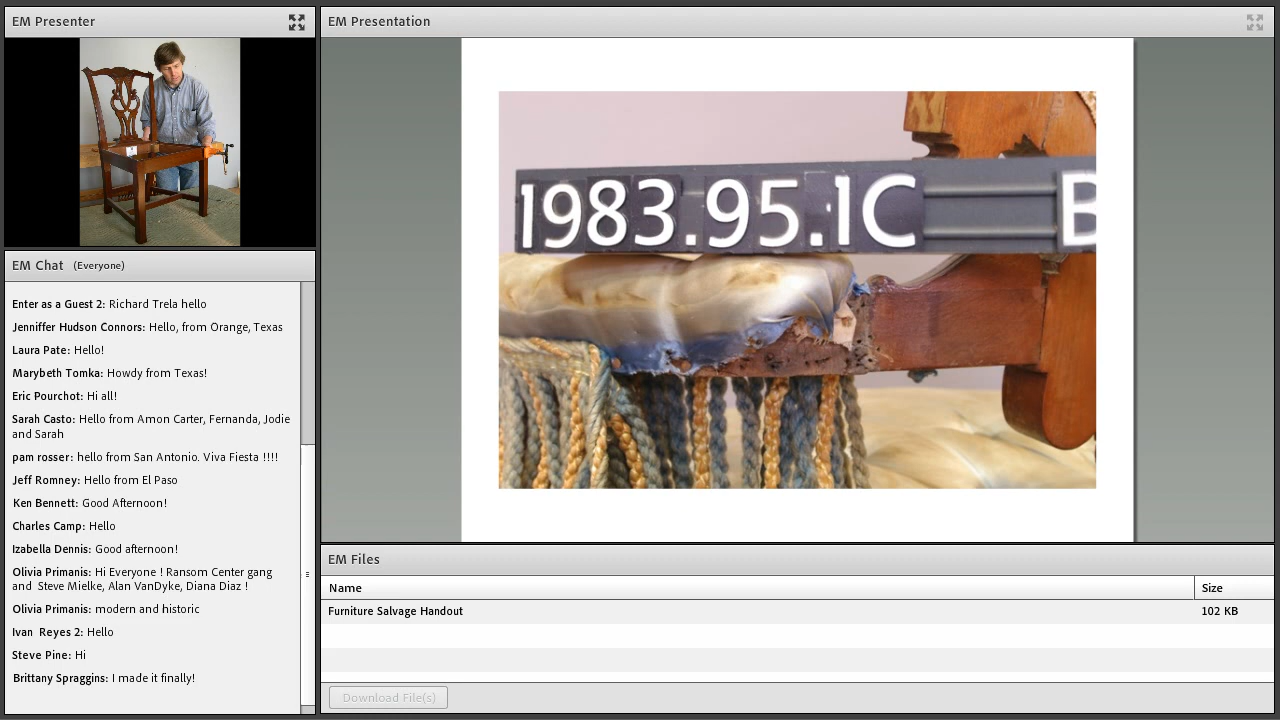 EM Presenter
EM Chat (Everyone)
Enter as a Guest 2: Richard Trela hello
Jenniffer Hudson Connors: Hello, from Orange, Texas
Laura Pate: Hello!
Marybeth Tomka: Howdy from Texas!
Eric Pourchot: Hi all!
Sarah Casto: Hello from Amon Carter, Fernanda, Jodie
and Sarah
pam rosser: hello from San Antonio. Viva Fiesta !!!!
Jeff Romney: Hello from El Paso
Ken Bennett: Good Afternoon!
Charles Camp: Hello
Izabella Dennis: Good afternoon!
Olivia Primanis: Hi Everyone ! Ransom Center gang
and  Steve Mielke, Alan VanDyke, Diana Diaz !
Olivia Primanis: modern and historic
Ivan  Reyes 2: Hello
Steve Pine: Hi
Brittany Spraggins: I made it finally!
EM Presentation
1983.95.1C B
EM Files
Name Size
Furniture Salvage Handout 102 KB
Download File(s)